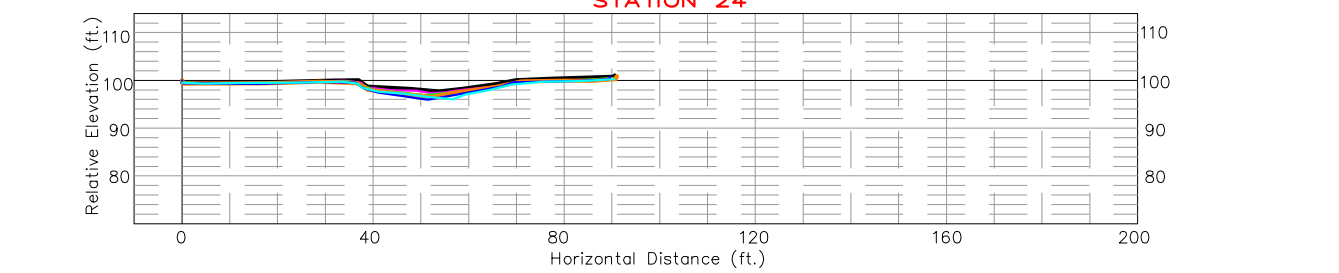 STATION 24
110 110
100 100
90 90
80 80
Relative Elevation (ft.)
0 40 80 120 160 200
Horizontal Distance (ft.)